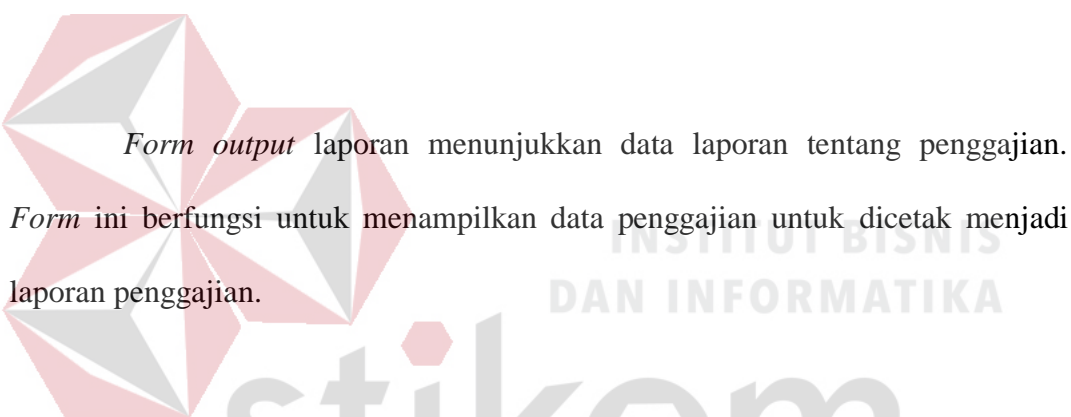 Form output laporan menunjukkan data laporan tentang penggajian.
Form ini berfungsi untuk menampilkan data penggajian untuk dicetak menjadi
laporan penggajian.
INSTITUT BISNIS
DAN INFORMATIKA
stikom